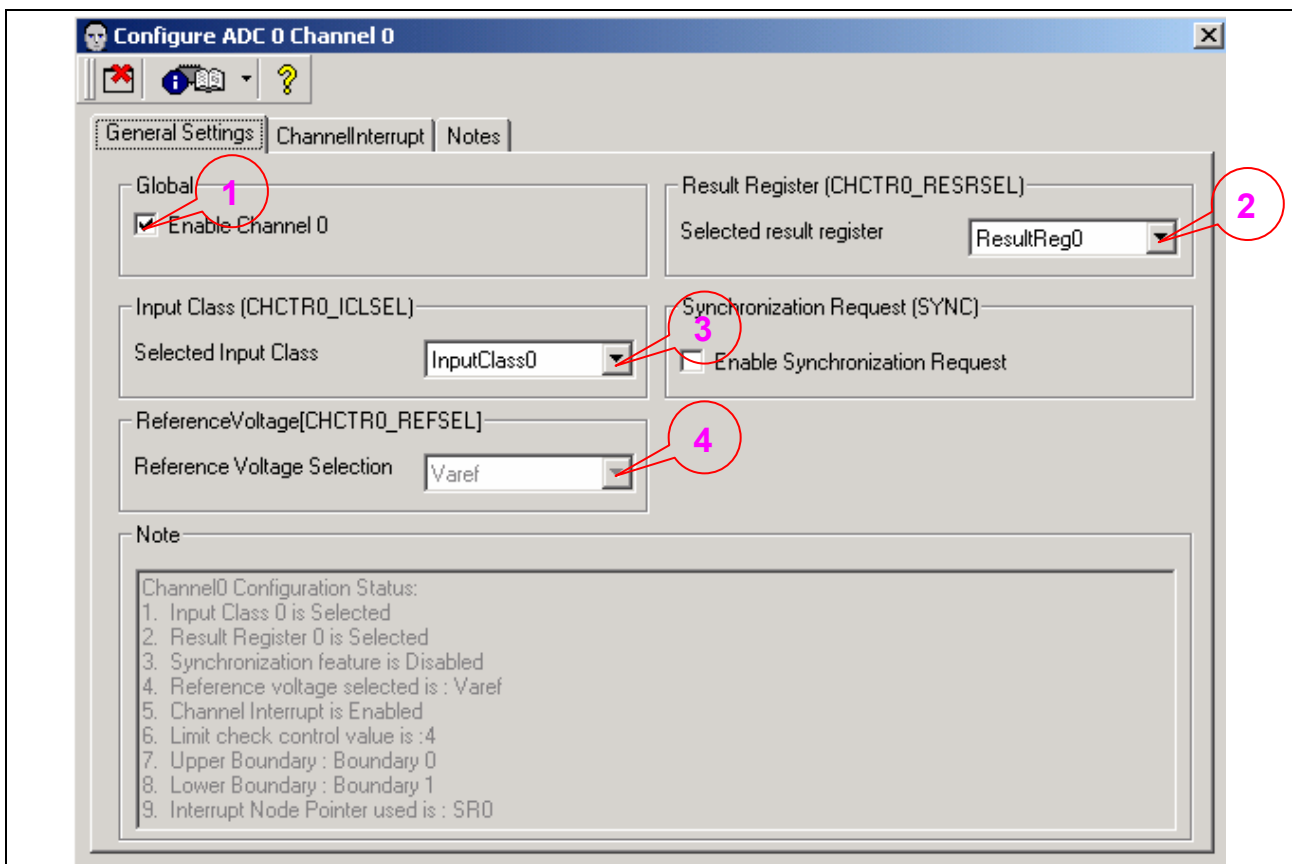 Configure ADC 0 Channel 0
General Settings ChannelInterrupt Notes
Global
1
Enable Channel 0
Result Register (CHCTR0_RESRSEL)
Selected result register ResultReg0
2
Input Class (CHCTR0_ICLSEL)
Selected Input Class InputClass0
3
Synchronization Request (SYNC)
Enable Synchronization Request
ReferenceVoltage[CHCTR0_REFSEL]
Reference Voltage Selection Varef
4
Note
Channel0 Configuration Status:
1. Input Class 0 is Selected
2. Result Register 0 is Selected
3. Synchronization feature is Disabled
4. Reference voltage selected is : Varef
5. Channel Interrupt is Enabled
6. Limit check control value is :4
7. Upper Boundary : Boundary 0
8. Lower Boundary : Boundary 1
9. Interrupt Node Pointer used is : SR0